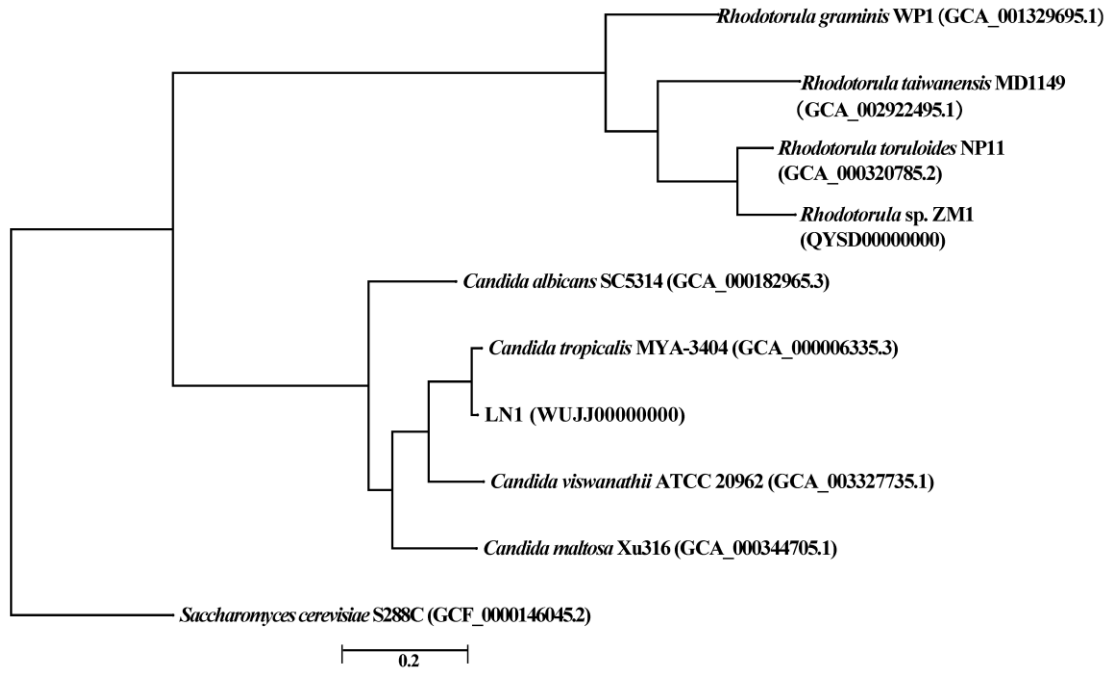 Rhodotorula graminis WP1 (GCA_001329695.1)
Rhodotorula taiwanensis MD1149
(GCA_002922495.1)
Rhodotorula toruloides NP11
(GCA_000320785.2)
Rhodotorula sp. ZM1
(QYSD00000000)
Candida albicans SC5314 (GCA_000182965.3)
Candida tropicalis MYA-3404 (GCA_000006335.3)
LN1 (WUJJ00000000)
Candida viswanathii ATCC 20962 (GCA_003327735.1)
Candida maltosa Xu316 (GCA_000344705.1)
Saccharomyces cerevisiae S288C (GCF_0000146045.2)
0.2